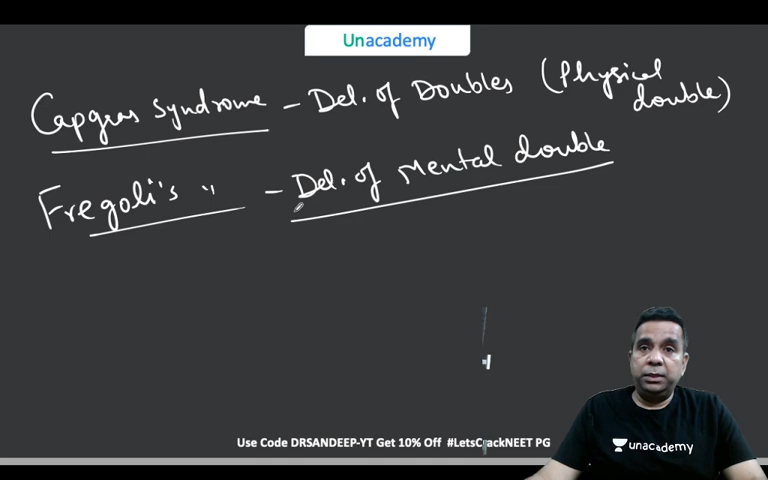 Unacademy
Capgras Syndrome - Del. of Doubles (Physical double)
Fregoli's " - Del. of Mental double
unacademy
Use Code DRSANDEEP-YT Get 10% Off #LetsCrackNEET PG